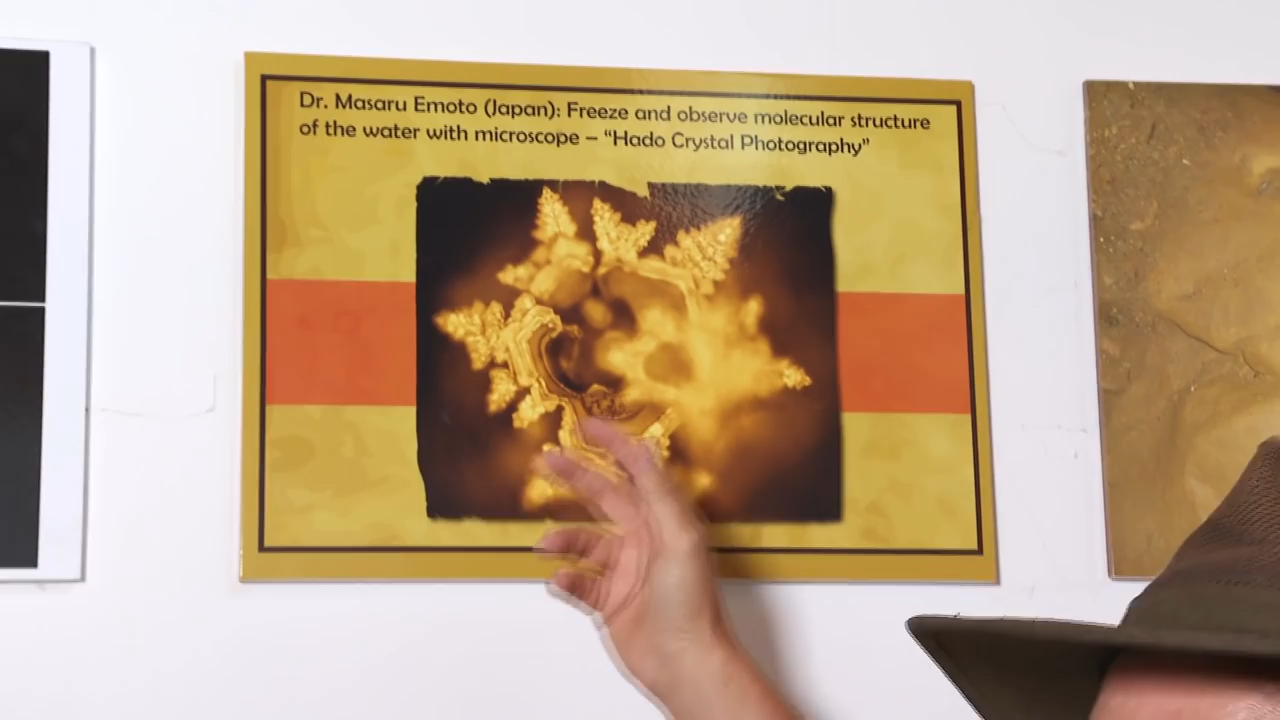 Dr. Masaru Emoto (Japan): Freeze and observe molecular structure
of the water with microscope – “Hado Crystal Photography”